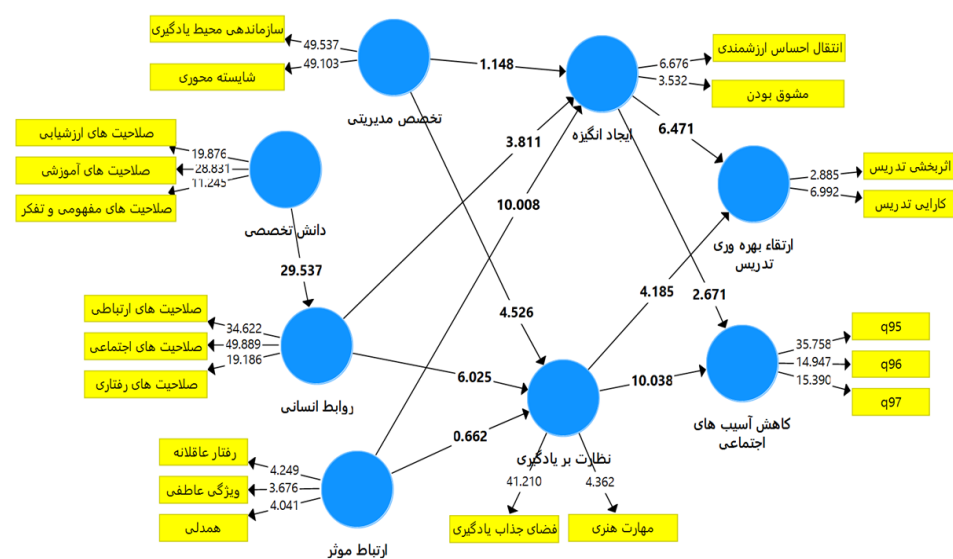 سازماندهی محیط یادگیری
49.537
شایسته محوری
49.103
تخصص مدیریتی
1.148
ایجاد انگیزه
انتقال احساس ارزشمندی
6.676
مشوق بودن
3.532
صلاحیت های ارزشیابی
19.876
صلاحیت های آموزشی
28.831
صلاحیت های مفهومی و تفکر
11.245
دانش تخصصی
3.811
10.008
6.471
اثربخشی تدریس
2.885
کارایی تدریس
6.992
ارتقاء بهره وری
تدریس
29.537
4.526
4.185
2.671
صلاحیت های ارتباطی
34.622
صلاحیت های اجتماعی
49.889
صلاحیت های رفتاری
19.186
روابط انسانی
6.025
10.038
q95
35.758
q96
14.947
q97
15.390
کاهش آسیب های
اجتماعی
0.662
نظارت بر یادگیری
رفتار عاقلانه
4.249
ویژگی عاطفی
3.676
همدلی
4.041
ارتباط موثر
41.210
4.362
فضای جذاب یادگیری
مهارت هنری